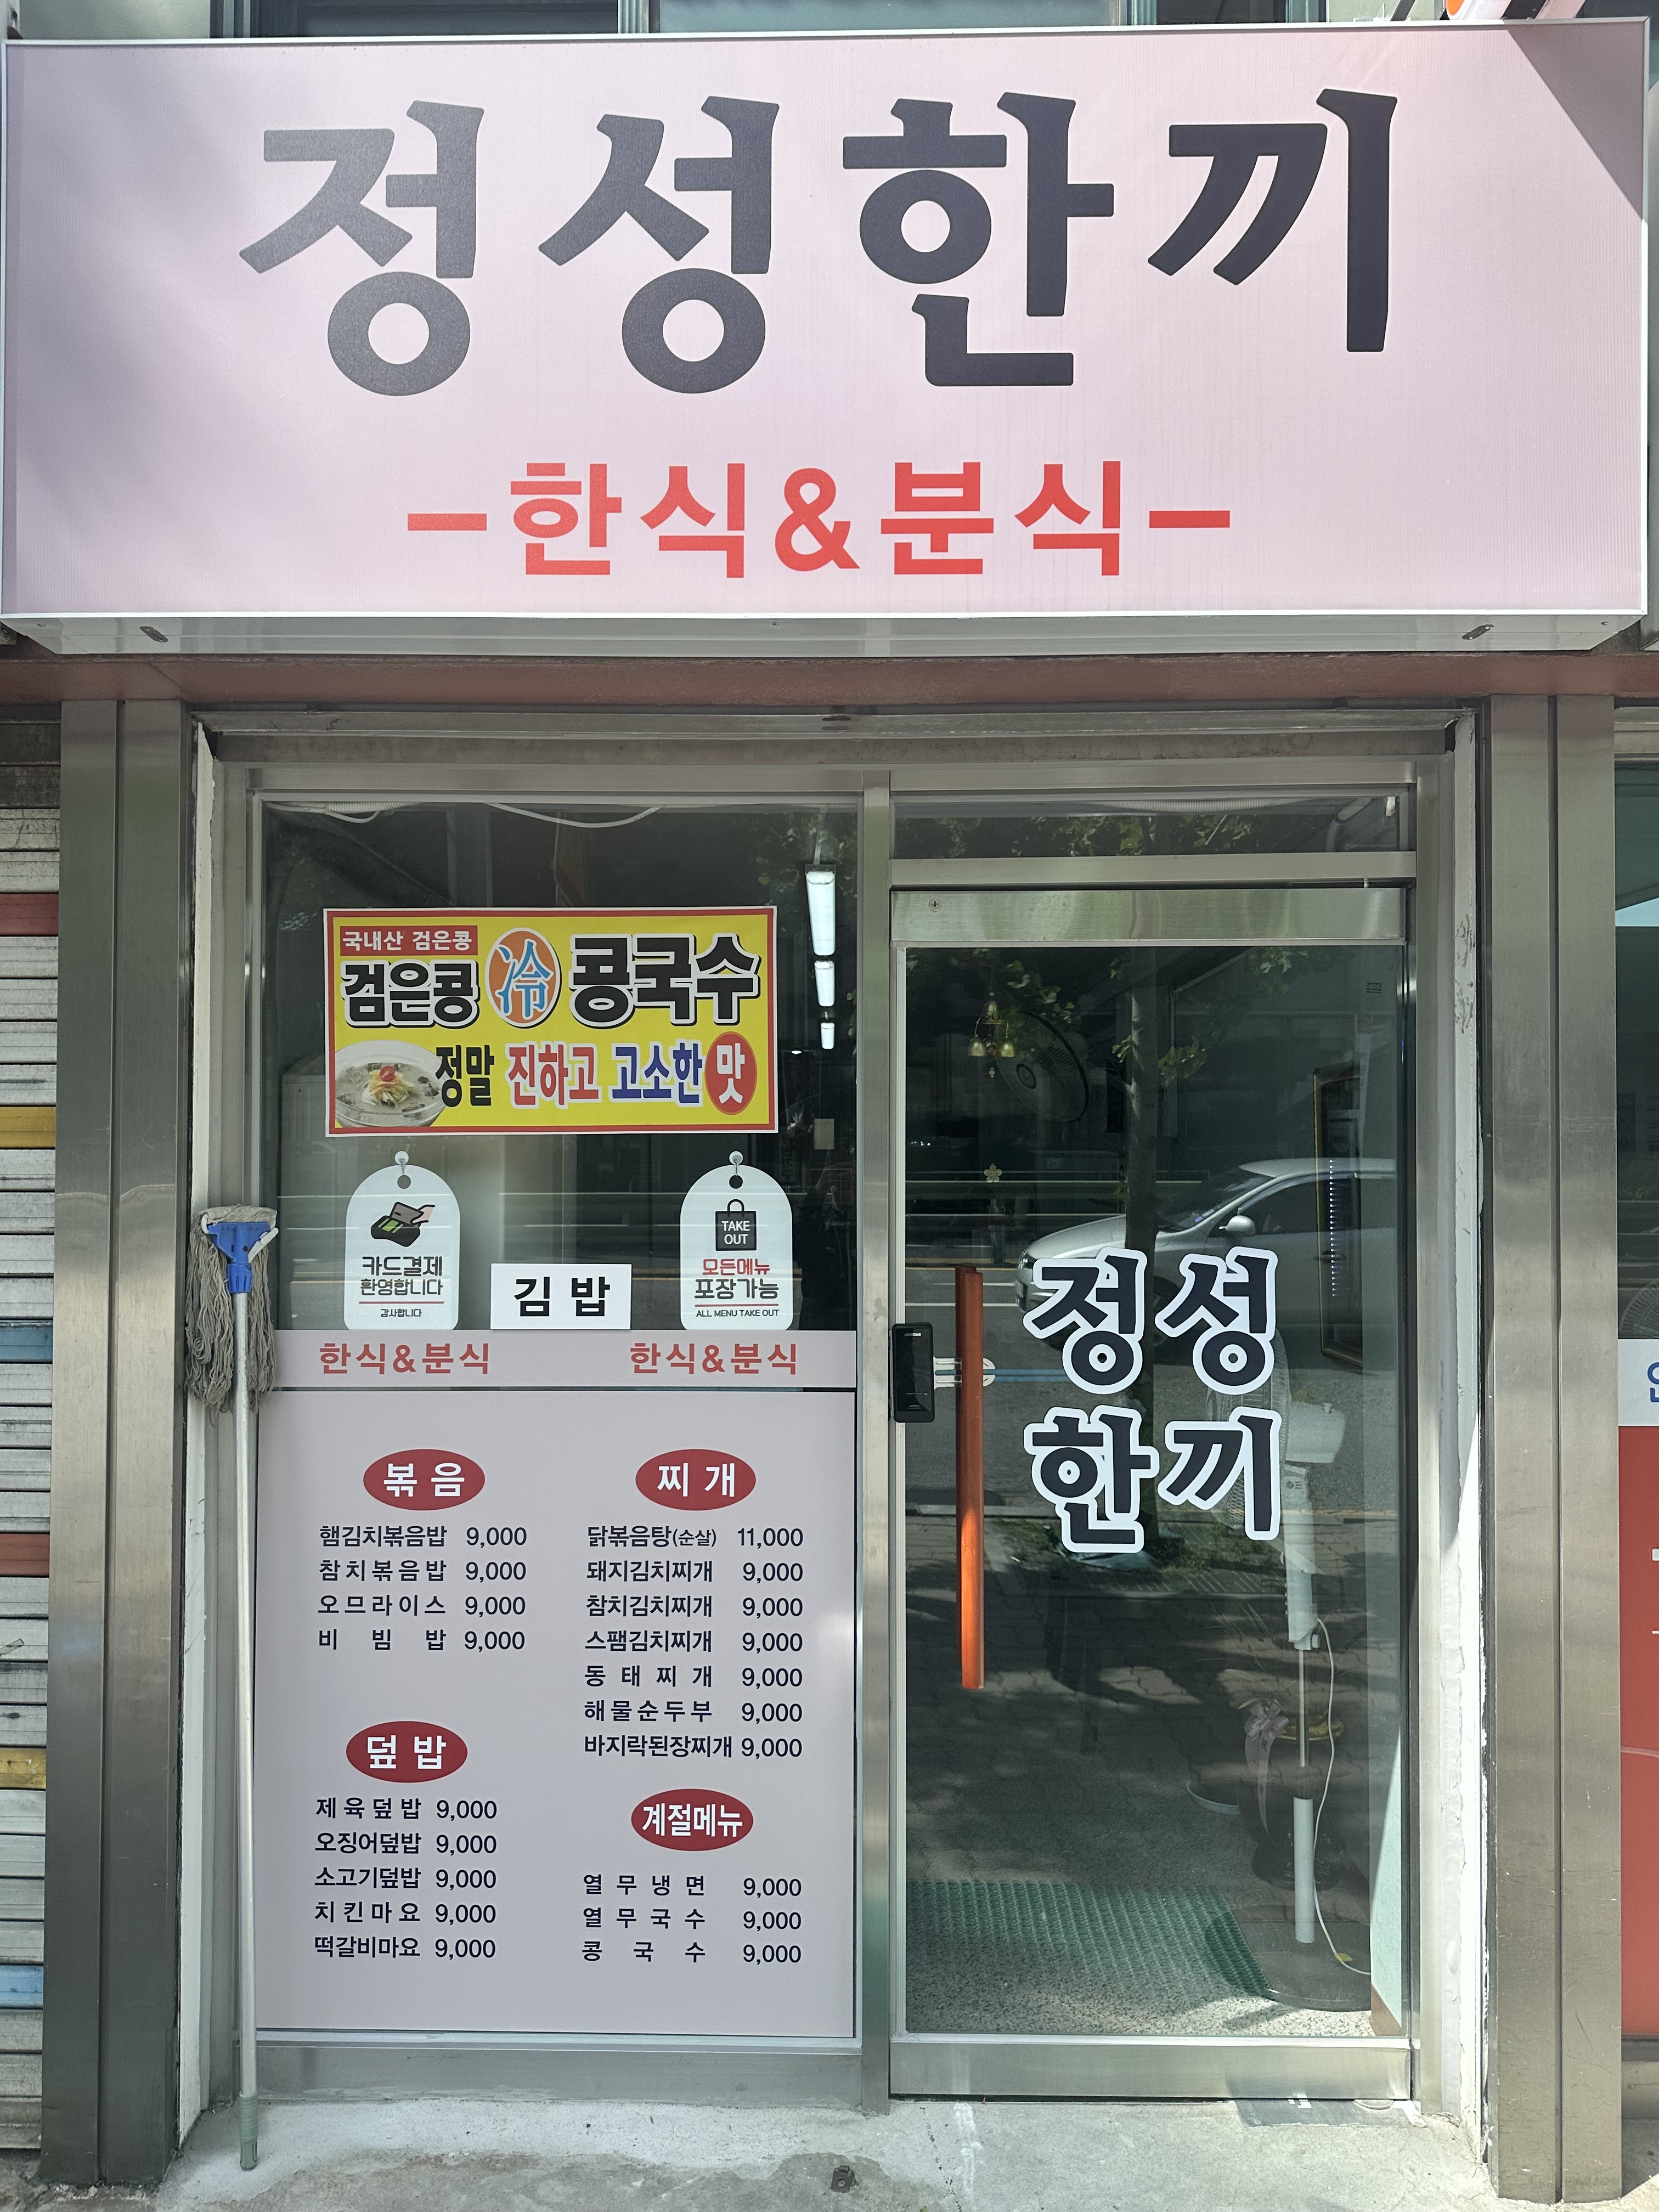 정성한끼
-한식&분식-
국내산 검은콩
검은콩 冷 콩국수
정말 진하고 고소한 맛
카드결제
환영합니다
감사합니다
김밥
TAKE
OUT
모든메뉴
포장가능
ALL MENU TAKE OUT
한식&분식 한식&분식
볶음
햄김치볶음밥 9,000
참치볶음밥 9,000
오므라이스 9,000
비빔밥 9,000
덮밥
제육덮밥 9,000
오징어덮밥 9,000
소고기덮밥 9,000
치킨마요 9,000
떡갈비마요 9,000
찌개
닭볶음탕(순살) 11,000
돼지김치찌개 9,000
참치김치찌개 9,000
스팸김치찌개 9,000
동태찌개 9,000
해물순두부 9,000
바지락된장찌개 9,000
계절메뉴
열무냉면 9,000
열무국수 9,000
콩국수 9,000
정성
한끼